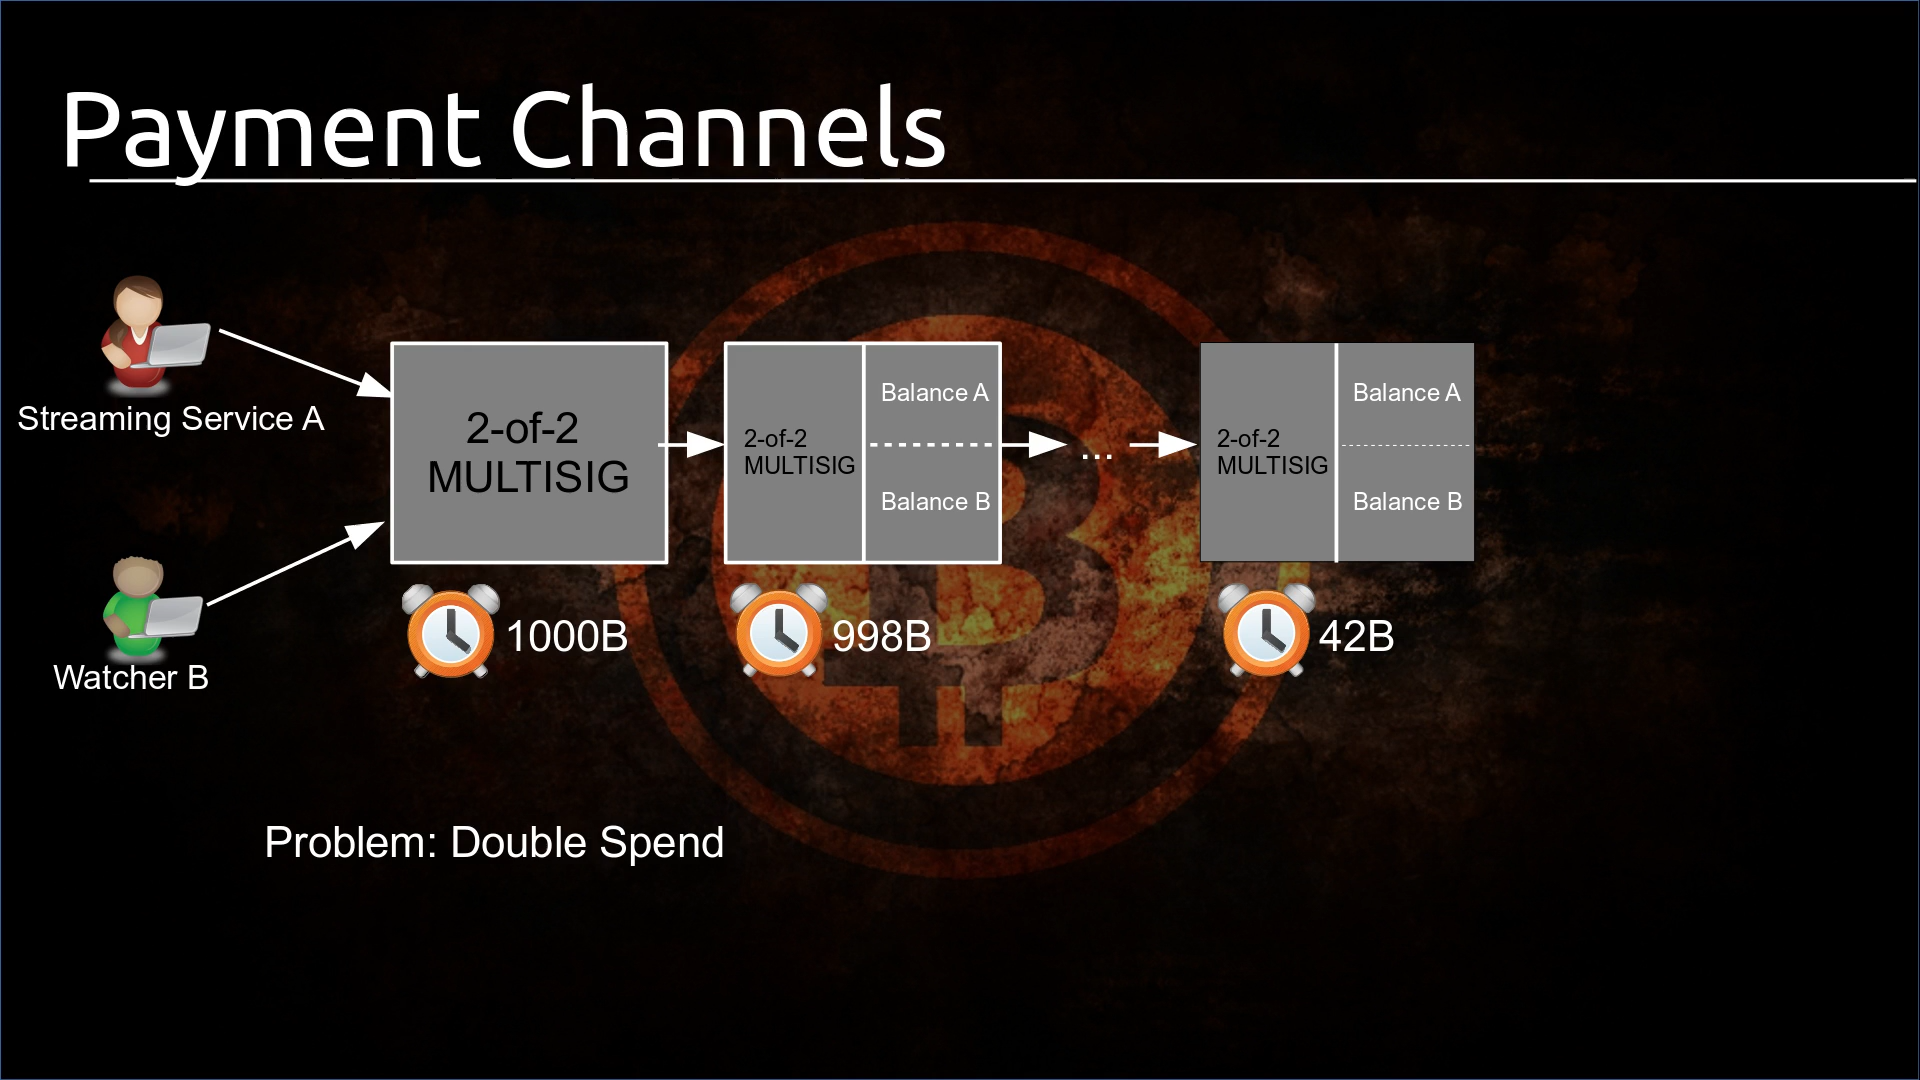 Payment Channels
Streaming Service A
Watcher B
2-of-2
MULTISIG
1000B
2-of-2
MULTISIG
Balance A
Balance B
998B
...
2-of-2
MULTISIG
Balance A
Balance B
42B
Problem: Double Spend